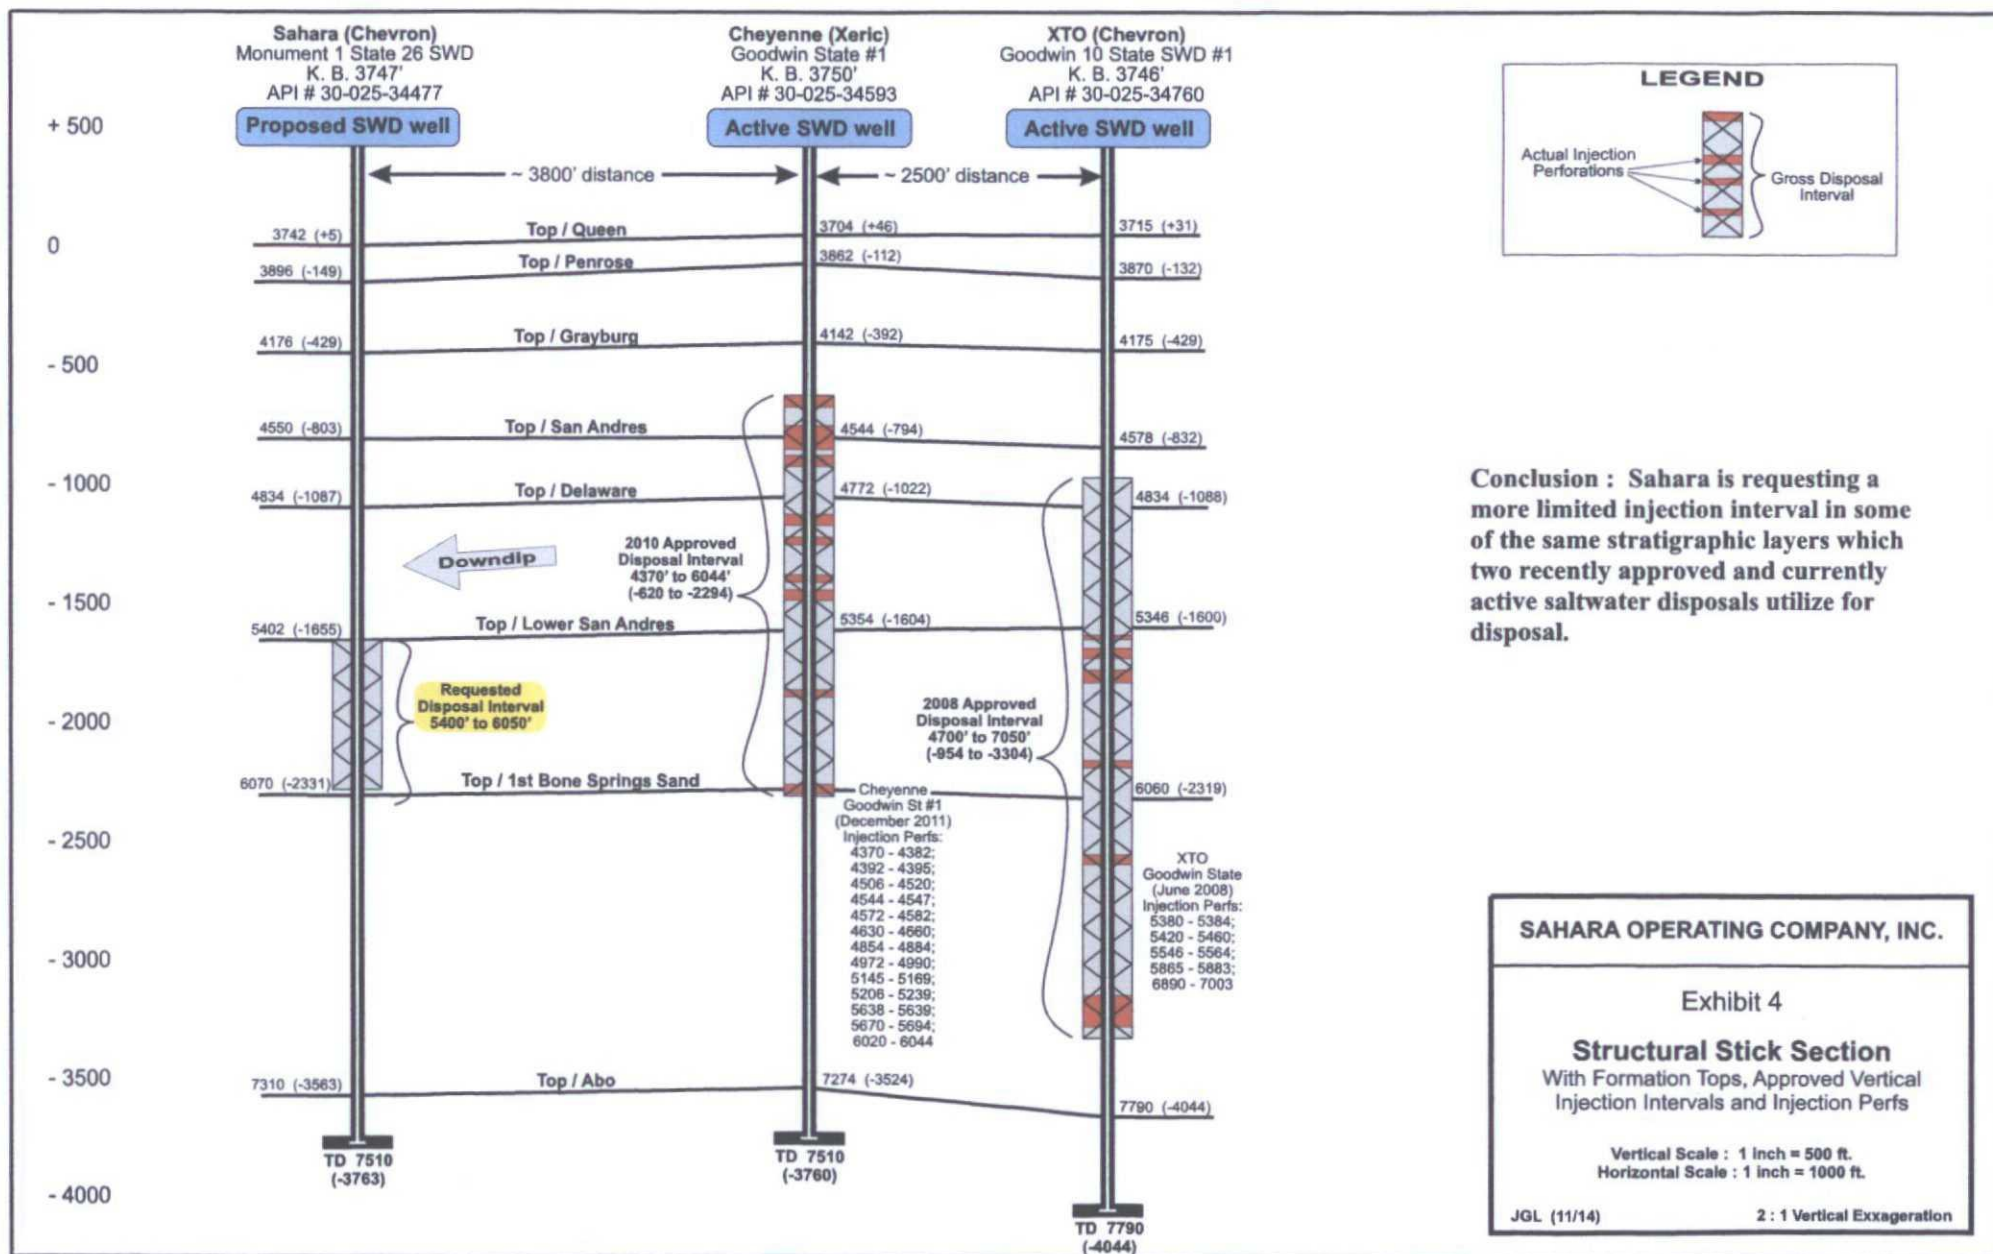 Sahara (Chevron)
Monument 1 State 26 SWD
K. B. 3747'
API # 30-025-34477
Proposed SWD well
Cheyenne (Xeric)
Goodwin State #1
K. B. 3750'
API # 30-025-34593
Active SWD well
XTO (Chevron)
Goodwin 10 State SWD #1
K. B. 3746'
API # 30-025-34760
Active SWD well
LEGEND
Actual Injection
Perforations
Gross Disposal
Interval
+ 500
0
- 500
- 1000
- 1500
- 2000
- 2500
- 3000
- 3500
- 4000
~ 3800' distance
~ 2500' distance
3742 (+5)
Top / Queen
3704 (+46)
3715 (+31)
3896 (-149)
Top / Penrose
3862 (-112)
3870 (-132)
4176 (-429)
Top / Grayburg
4142 (-392)
4175 (-429)
4550 (-803)
Top / San Andres
4544 (-794)
4578 (-832)
4834 (-1087)
Top / Delaware
4772 (-1022)
4834 (-1088)
Downdip
2010 Approved
Disposal Interval
4370' to 6044'
(-620 to -2294)
5402 (-1655)
Top / Lower San Andres
5354 (-1604)
5346 (-1600)
Requested
Disposal Interval
5400' to 6050'
2008 Approved
Disposal Interval
4700' to 7050'
(-954 to -3304)
6070 (-2331)
Top / 1st Bone Springs Sand
6060 (-2319)
Cheyenne
Goodwin St #1
(December 2011)
Injection Perfs:
4370 - 4382;
4392 - 4395;
4506 - 4520;
4544 - 4547;
4572 - 4582;
4630 - 4660;
4854 - 4884;
4972 - 4990;
5145 - 5169;
5206 - 5239;
5638 - 5639;
5670 - 5694;
6020 - 6044
XTO
Goodwin State
(June 2008)
Injection Perfs:
5380 - 5384;
5420 - 5460;
5546 - 5564;
5865 - 5883;
6890 - 7003
7310 (-3563)
Top / Abo
7274 (-3524)
7790 (-4044)
TD 7510
(-3763)
TD 7510
(-3760)
TD 7790
(-4044)
Conclusion : Sahara is requesting a
more limited injection interval in some
of the same stratigraphic layers which
two recently approved and currently
active saltwater disposals utilize for
disposal.
SAHARA OPERATING COMPANY, INC.
Exhibit 4
Structural Stick Section
With Formation Tops, Approved Vertical
Injection Intervals and Injection Perfs
Vertical Scale : 1 inch = 500 ft.
Horizontal Scale : 1 inch = 1000 ft.
JGL (11/14)
2 : 1 Vertical Exxageration